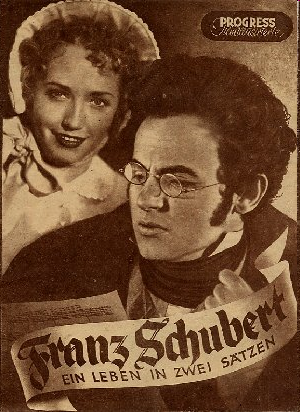 PROGRESS
Filmillustrierte
Franz Schubert
EIN LEBEN IN ZWEI SÄTZEN